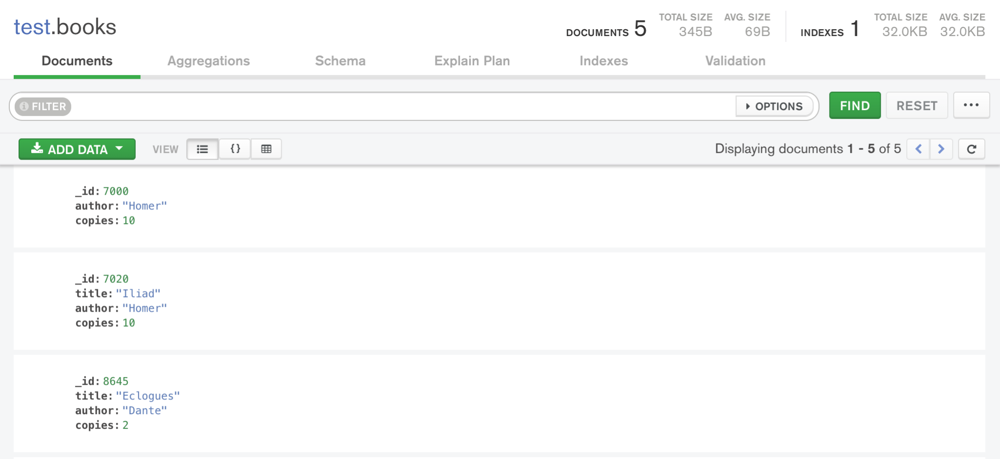 test.books
DOCUMENTS 5 TOTAL SIZE 345B AVG. SIZE 69B INDEXES 1 TOTAL SIZE 32.0KB AVG. SIZE 32.0KB
Documents Aggregations Schema Explain Plan Indexes Validation
FILTER OPTIONS FIND RESET ...
ADD DATA VIEW {} Displaying documents 1 - 5 of 5
_id: 7000
author: "Homer"
copies: 10
_id: 7020
title: "Iliad"
author: "Homer"
copies: 10
_id: 8645
title: "Eclogues"
author: "Dante"
copies: 2